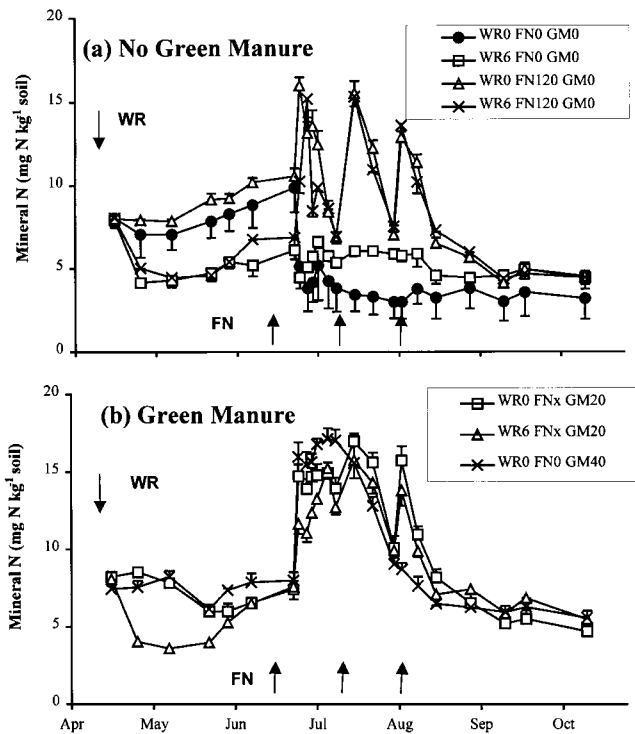 (a) No Green Manure
WR0 FN0 GM0
WR6 FN0 GM0
WR0 FN120 GM0
WR6 FN120 GM0
Mineral N (mg N kg⁻¹ soil)
20
15
10
5
0
WR
FN
(b) Green Manure
WR0 FNx GM20
WR6 FNx GM20
WR0 FN0 GM40
Mineral N (mg N kg⁻¹ soil)
20
15
10
5
0
WR
FN
Apr May Jun Jul Aug Sep Oct